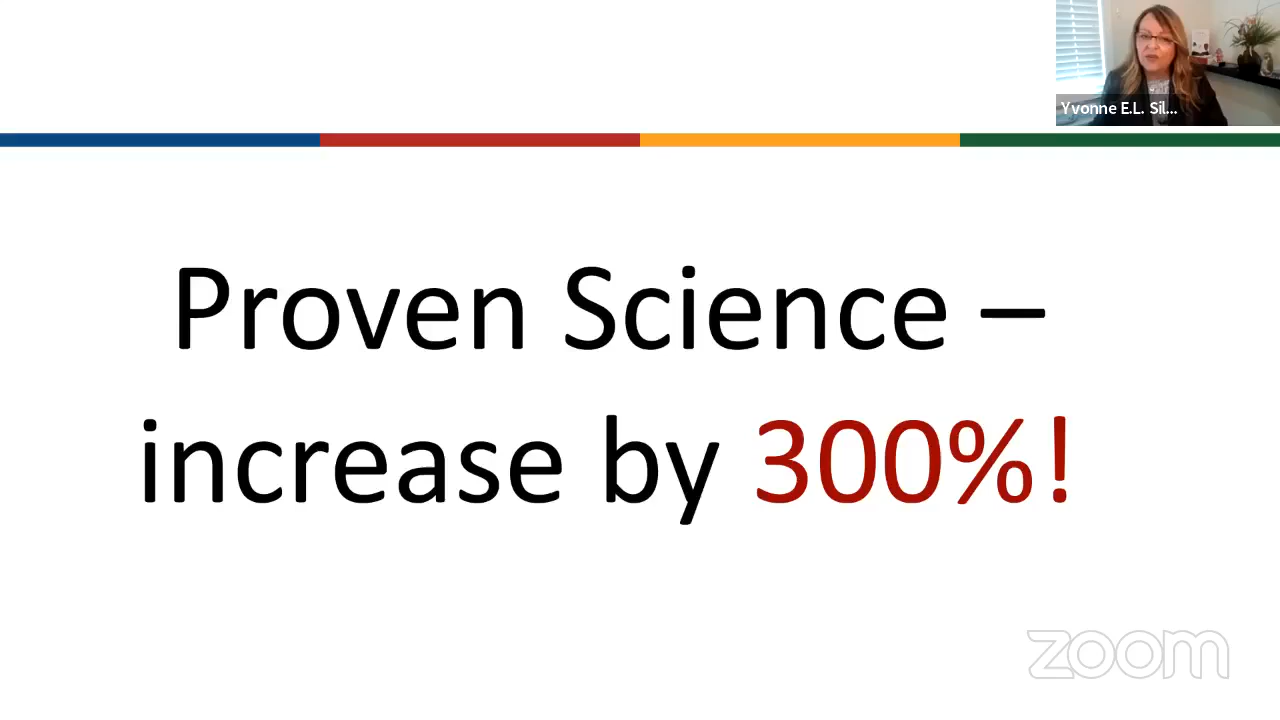 Yvonne E.L. Sil...
Proven Science –
increase by 300%!
zoom